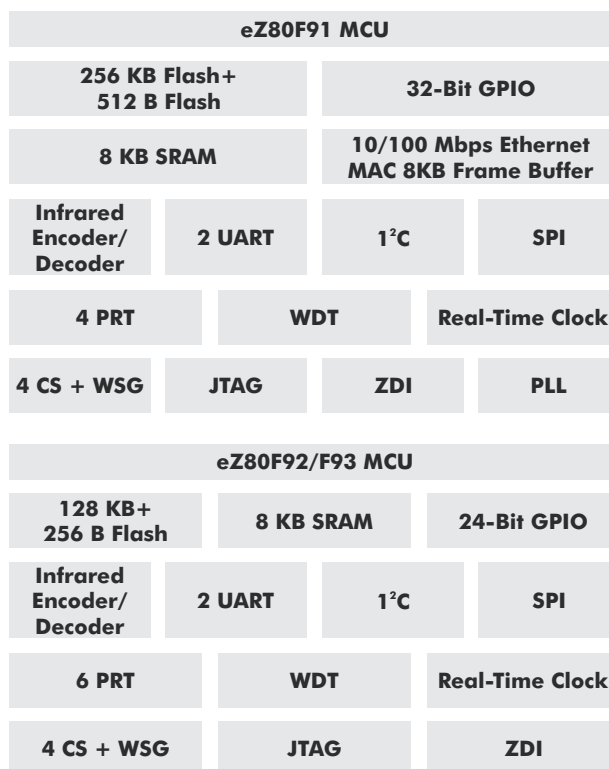 eZ80F91 MCU
256 KB Flash+
512 B Flash
32-Bit GPIO
8 KB SRAM
10/100 Mbps Ethernet
MAC 8KB Frame Buffer
Infrared
Encoder/
Decoder
2 UART
1²C
SPI
4 PRT
WDT
Real-Time Clock
4 CS + WSG
JTAG
ZDI
PLL
eZ80F92/F93 MCU
128 KB+
256 B Flash
8 KB SRAM
24-Bit GPIO
Infrared
Encoder/
Decoder
2 UART
1²C
SPI
6 PRT
WDT
Real-Time Clock
4 CS + WSG
JTAG
ZDI